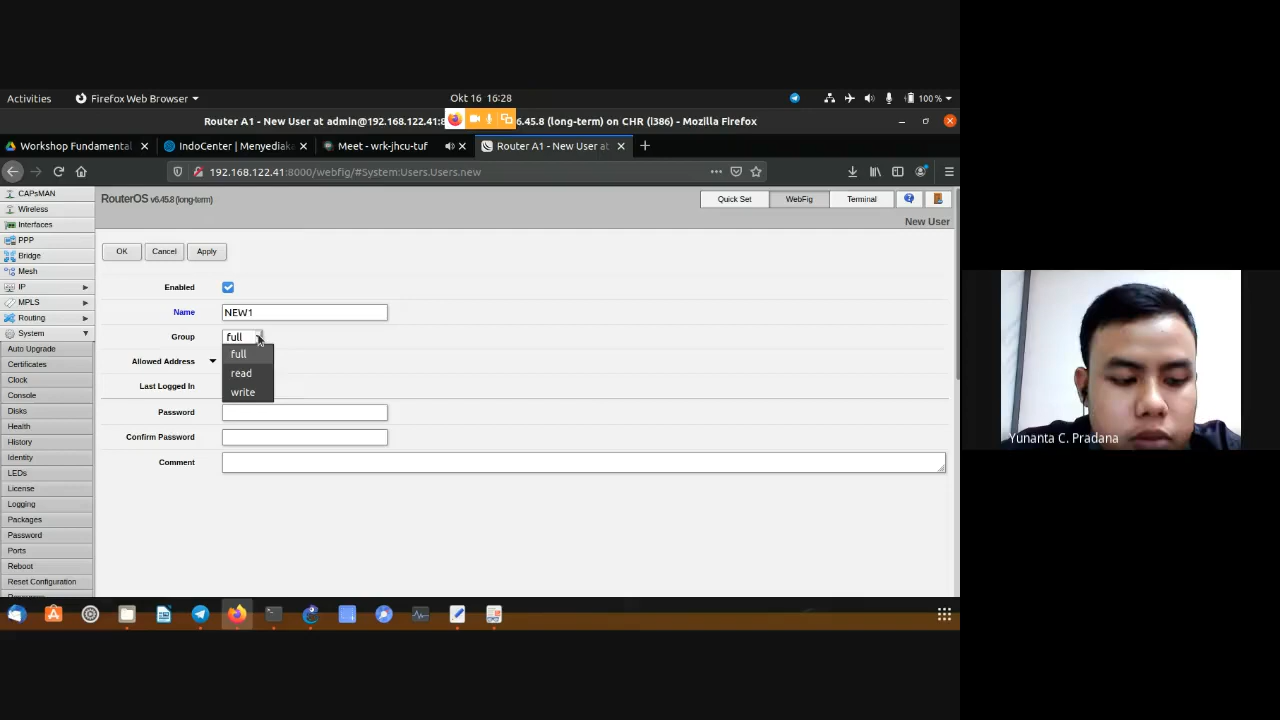 Activities
Firefox Web Browser
Okt 16 16:28
100 %
Router A1 - New User at admin@192.168.122.41:8
6.45.8 (long-term) on CHR (i386) - Mozilla Firefox
Workshop Fundamental
IndoCenter | Menyediaka
Meet - wrk-jhcu-tuf
Router A1 - New User at
192.168.122.41:8000/webfig/#System:Users.Users.new
CAPsMAN
Wireless
Interfaces
PPP
Bridge
Mesh
IP
MPLS
Routing
System
Auto Upgrade
Certificates
Clock
Console
Disks
Health
History
Identity
LEDs
License
Logging
Packages
Password
Ports
Reboot
Reset Configuration
RouterOS v6.45.8 (long-term)
Quick Set
WebFig
Terminal
New User
OK
Cancel
Apply
Enabled
Name
NEW1
Group
full
full
read
write
Allowed Address
Last Logged In
Password
Confirm Password
Comment
Yunanta C. Pradana